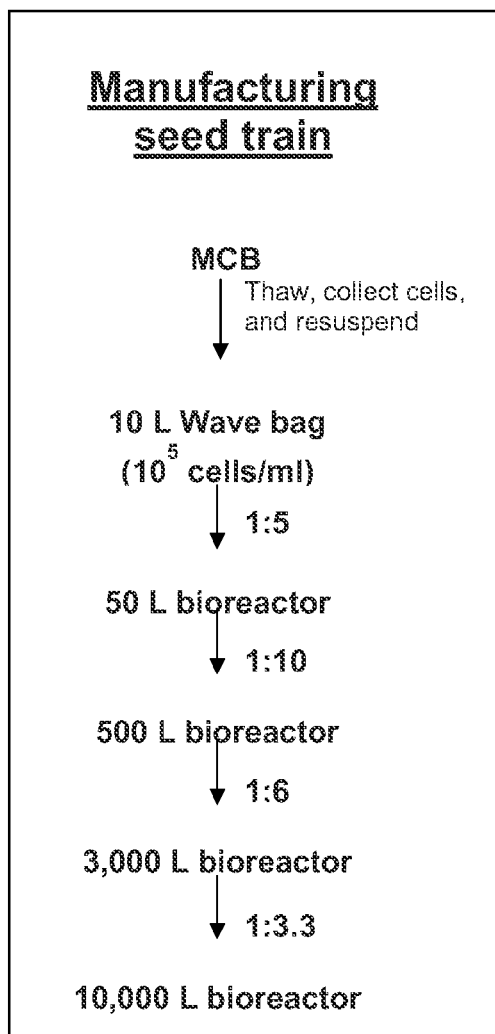 Manufacturing
seed train
MCB
Thaw, collect cells,
and resuspend
10 L Wave bag
(10⁵ cells/ml)
1:5
50 L bioreactor
1:10
500 L bioreactor
1:6
3,000 L bioreactor
1:3.3
10,000 L bioreactor